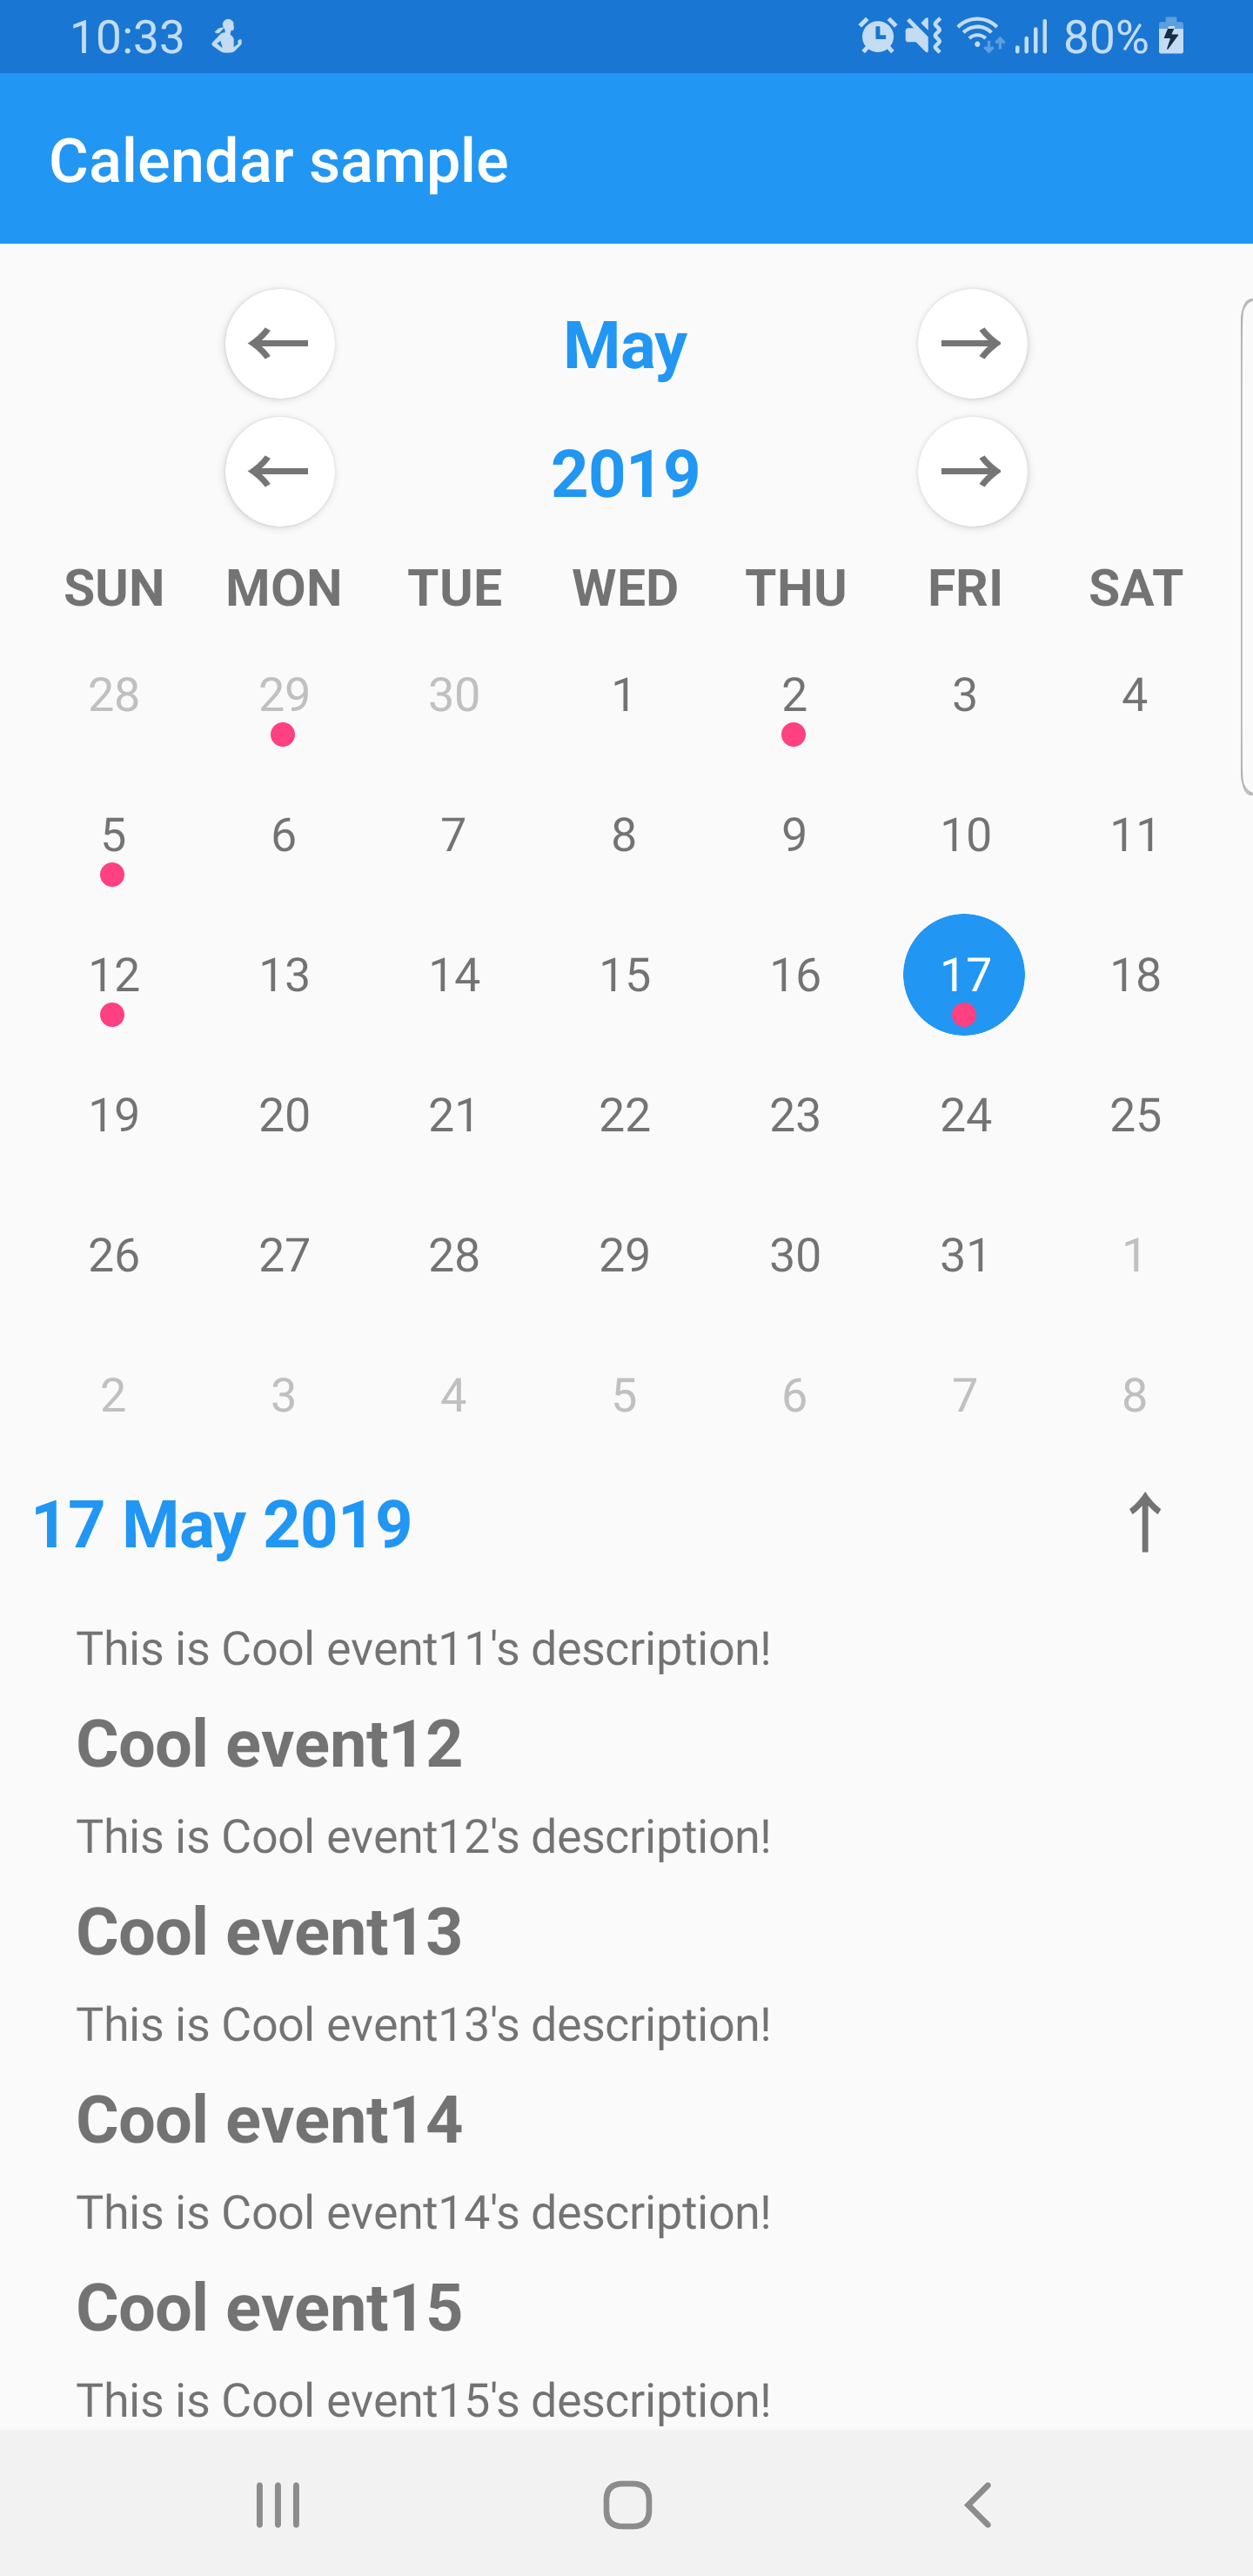 10:33 80%
Calendar sample
May
2019
SUN MON TUE WED THU FRI SAT
28 29 30 1 2 3 4
5 6 7 8 9 10 11
12 13 14 15 16 17 18
19 20 21 22 23 24 25
26 27 28 29 30 31 1
2 3 4 5 6 7 8
17 May 2019
This is Cool event11's description!
Cool event12
This is Cool event12's description!
Cool event13
This is Cool event13's description!
Cool event14
This is Cool event14's description!
Cool event15
This is Cool event15's description!